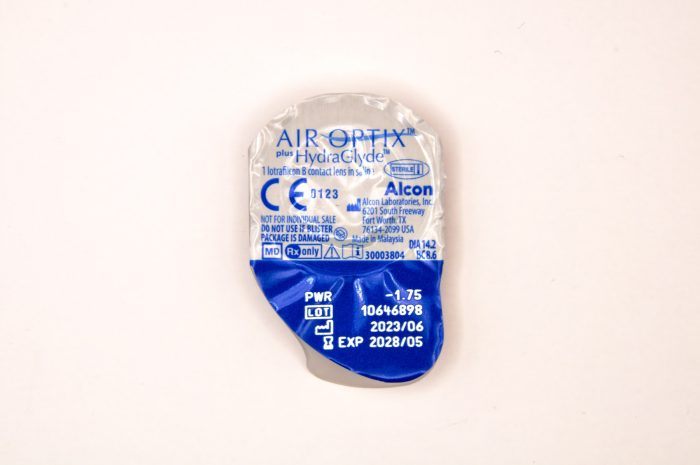 AIR OPTIX™
plus HydraGlyde™
1 lotrafilcon B contact lens in saline
STERILE
CE 0123
Alcon
Alcon Laboratories, Inc.
6201 South Freeway
Fort Worth, TX
76134-2099 USA
Made in Malaysia
NOT FOR INDIVIDUAL SALE
DO NOT USE IF BLISTER
PACKAGE IS DAMAGED
DIA 14.2
BC 8.6
MD Rx only 30003804
PWR -1.75
LOT 10646898
2023/06
EXP 2028/05